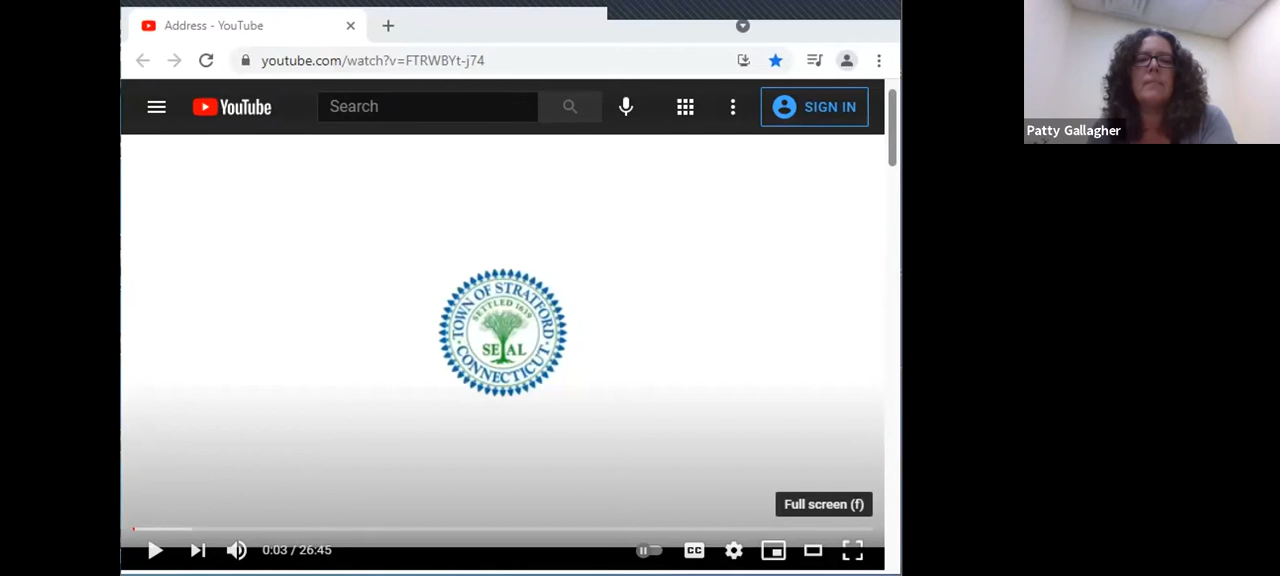 Address - YouTube
youtube.com/watch?v=FTRWBYt-j74
YouTube
Search
SIGN IN
Patty Gallagher
TOWN OF STRATFORD
SETTLED 1639
SEAL
CONNECTICUT
Full screen (f)
0:03 / 26:45
CC